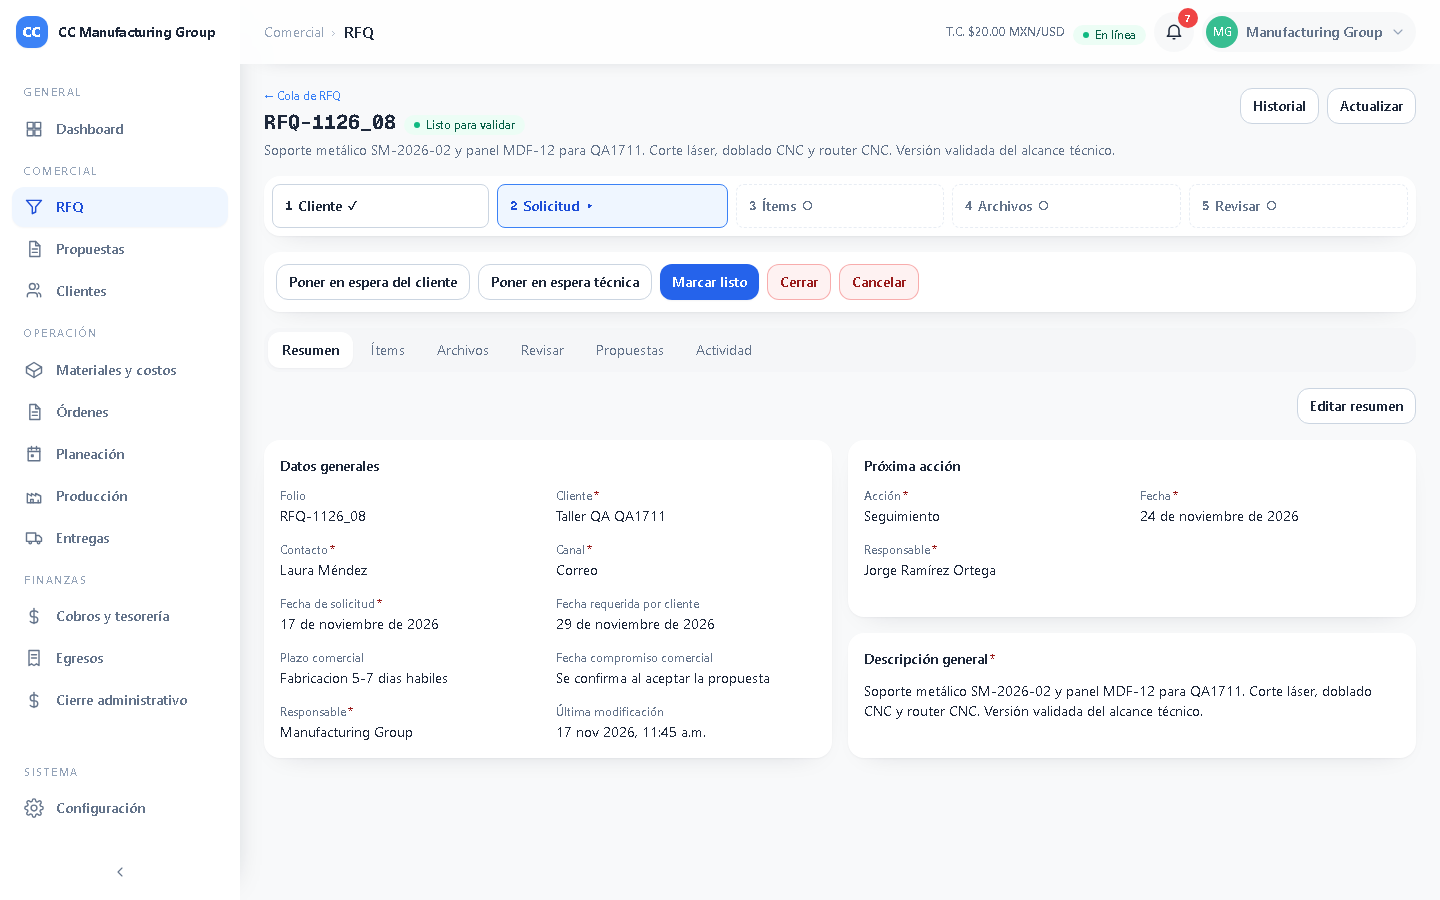 CC CC Manufacturing Group
GENERAL
Dashboard
COMERCIAL
RFQ
Propuestas
Clientes
OPERACIÓN
Materiales y costos
Órdenes
Planeación
Producción
Entregas
FINANZAS
Cobros y tesorería
Egresos
Cierre administrativo
SISTEMA
Configuración
Comercial › RFQ
T.C. $20.00 MXN/USD
En línea
7
MG Manufacturing Group
← Cola de RFQ
RFQ-1126_08 Listo para validar
Soporte metálico SM-2026-02 y panel MDF-12 para QA1711. Corte láser, doblado CNC y router CNC. Versión validada del alcance técnico.
Historial
Actualizar
1 Cliente ✓
2 Solicitud
3 Ítems
4 Archivos
5 Revisar
Poner en espera del cliente
Poner en espera técnica
Marcar listo
Cerrar
Cancelar
Resumen
Ítems
Archivos
Revisar
Propuestas
Actividad
Editar resumen
Datos generales
Folio
RFQ-1126_08
Cliente*
Taller QA QA1711
Contacto*
Laura Méndez
Canal*
Correo
Fecha de solicitud*
17 de noviembre de 2026
Fecha requerida por cliente
29 de noviembre de 2026
Plazo comercial
Fabricacion 5-7 dias habiles
Fecha compromiso comercial
Se confirma al aceptar la propuesta
Responsable*
Manufacturing Group
Última modificación
17 nov 2026, 11:45 a.m.
Próxima acción
Acción*
Seguimiento
Fecha*
24 de noviembre de 2026
Responsable*
Jorge Ramírez Ortega
Descripción general*
Soporte metálico SM-2026-02 y panel MDF-12 para QA1711. Corte láser, doblado
CNC y router CNC. Versión validada del alcance técnico.